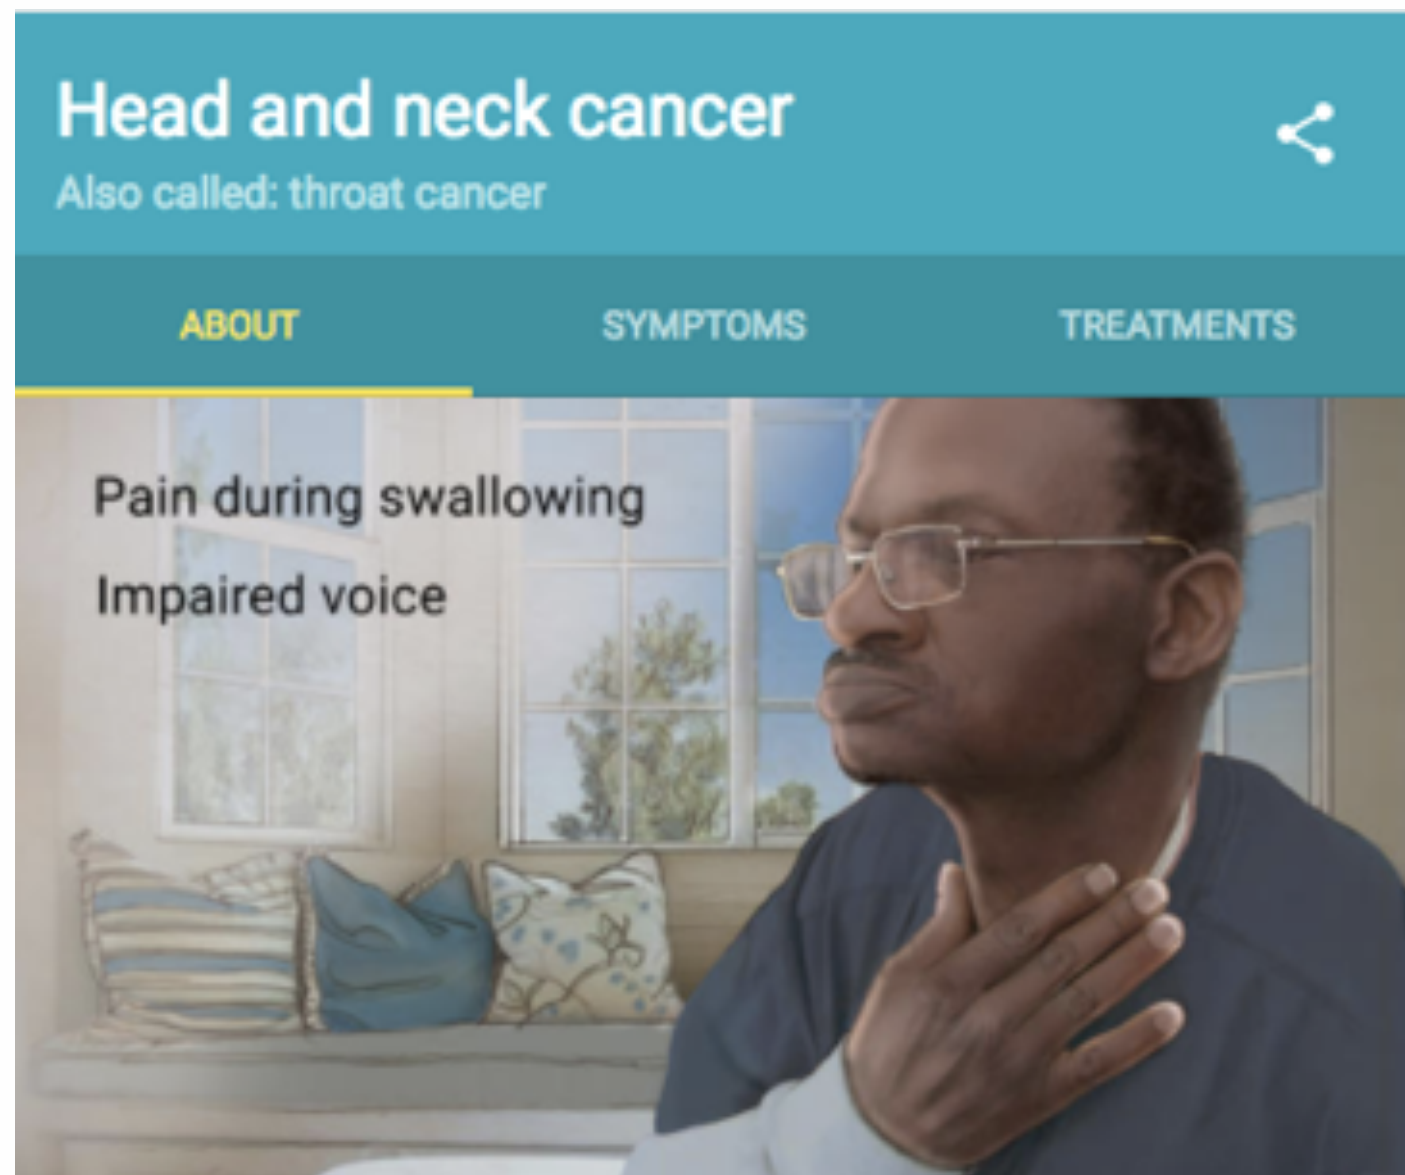 Head and neck cancer
Also called: throat cancer
ABOUT SYMPTOMS TREATMENTS
Pain during swallowing
Impaired voice